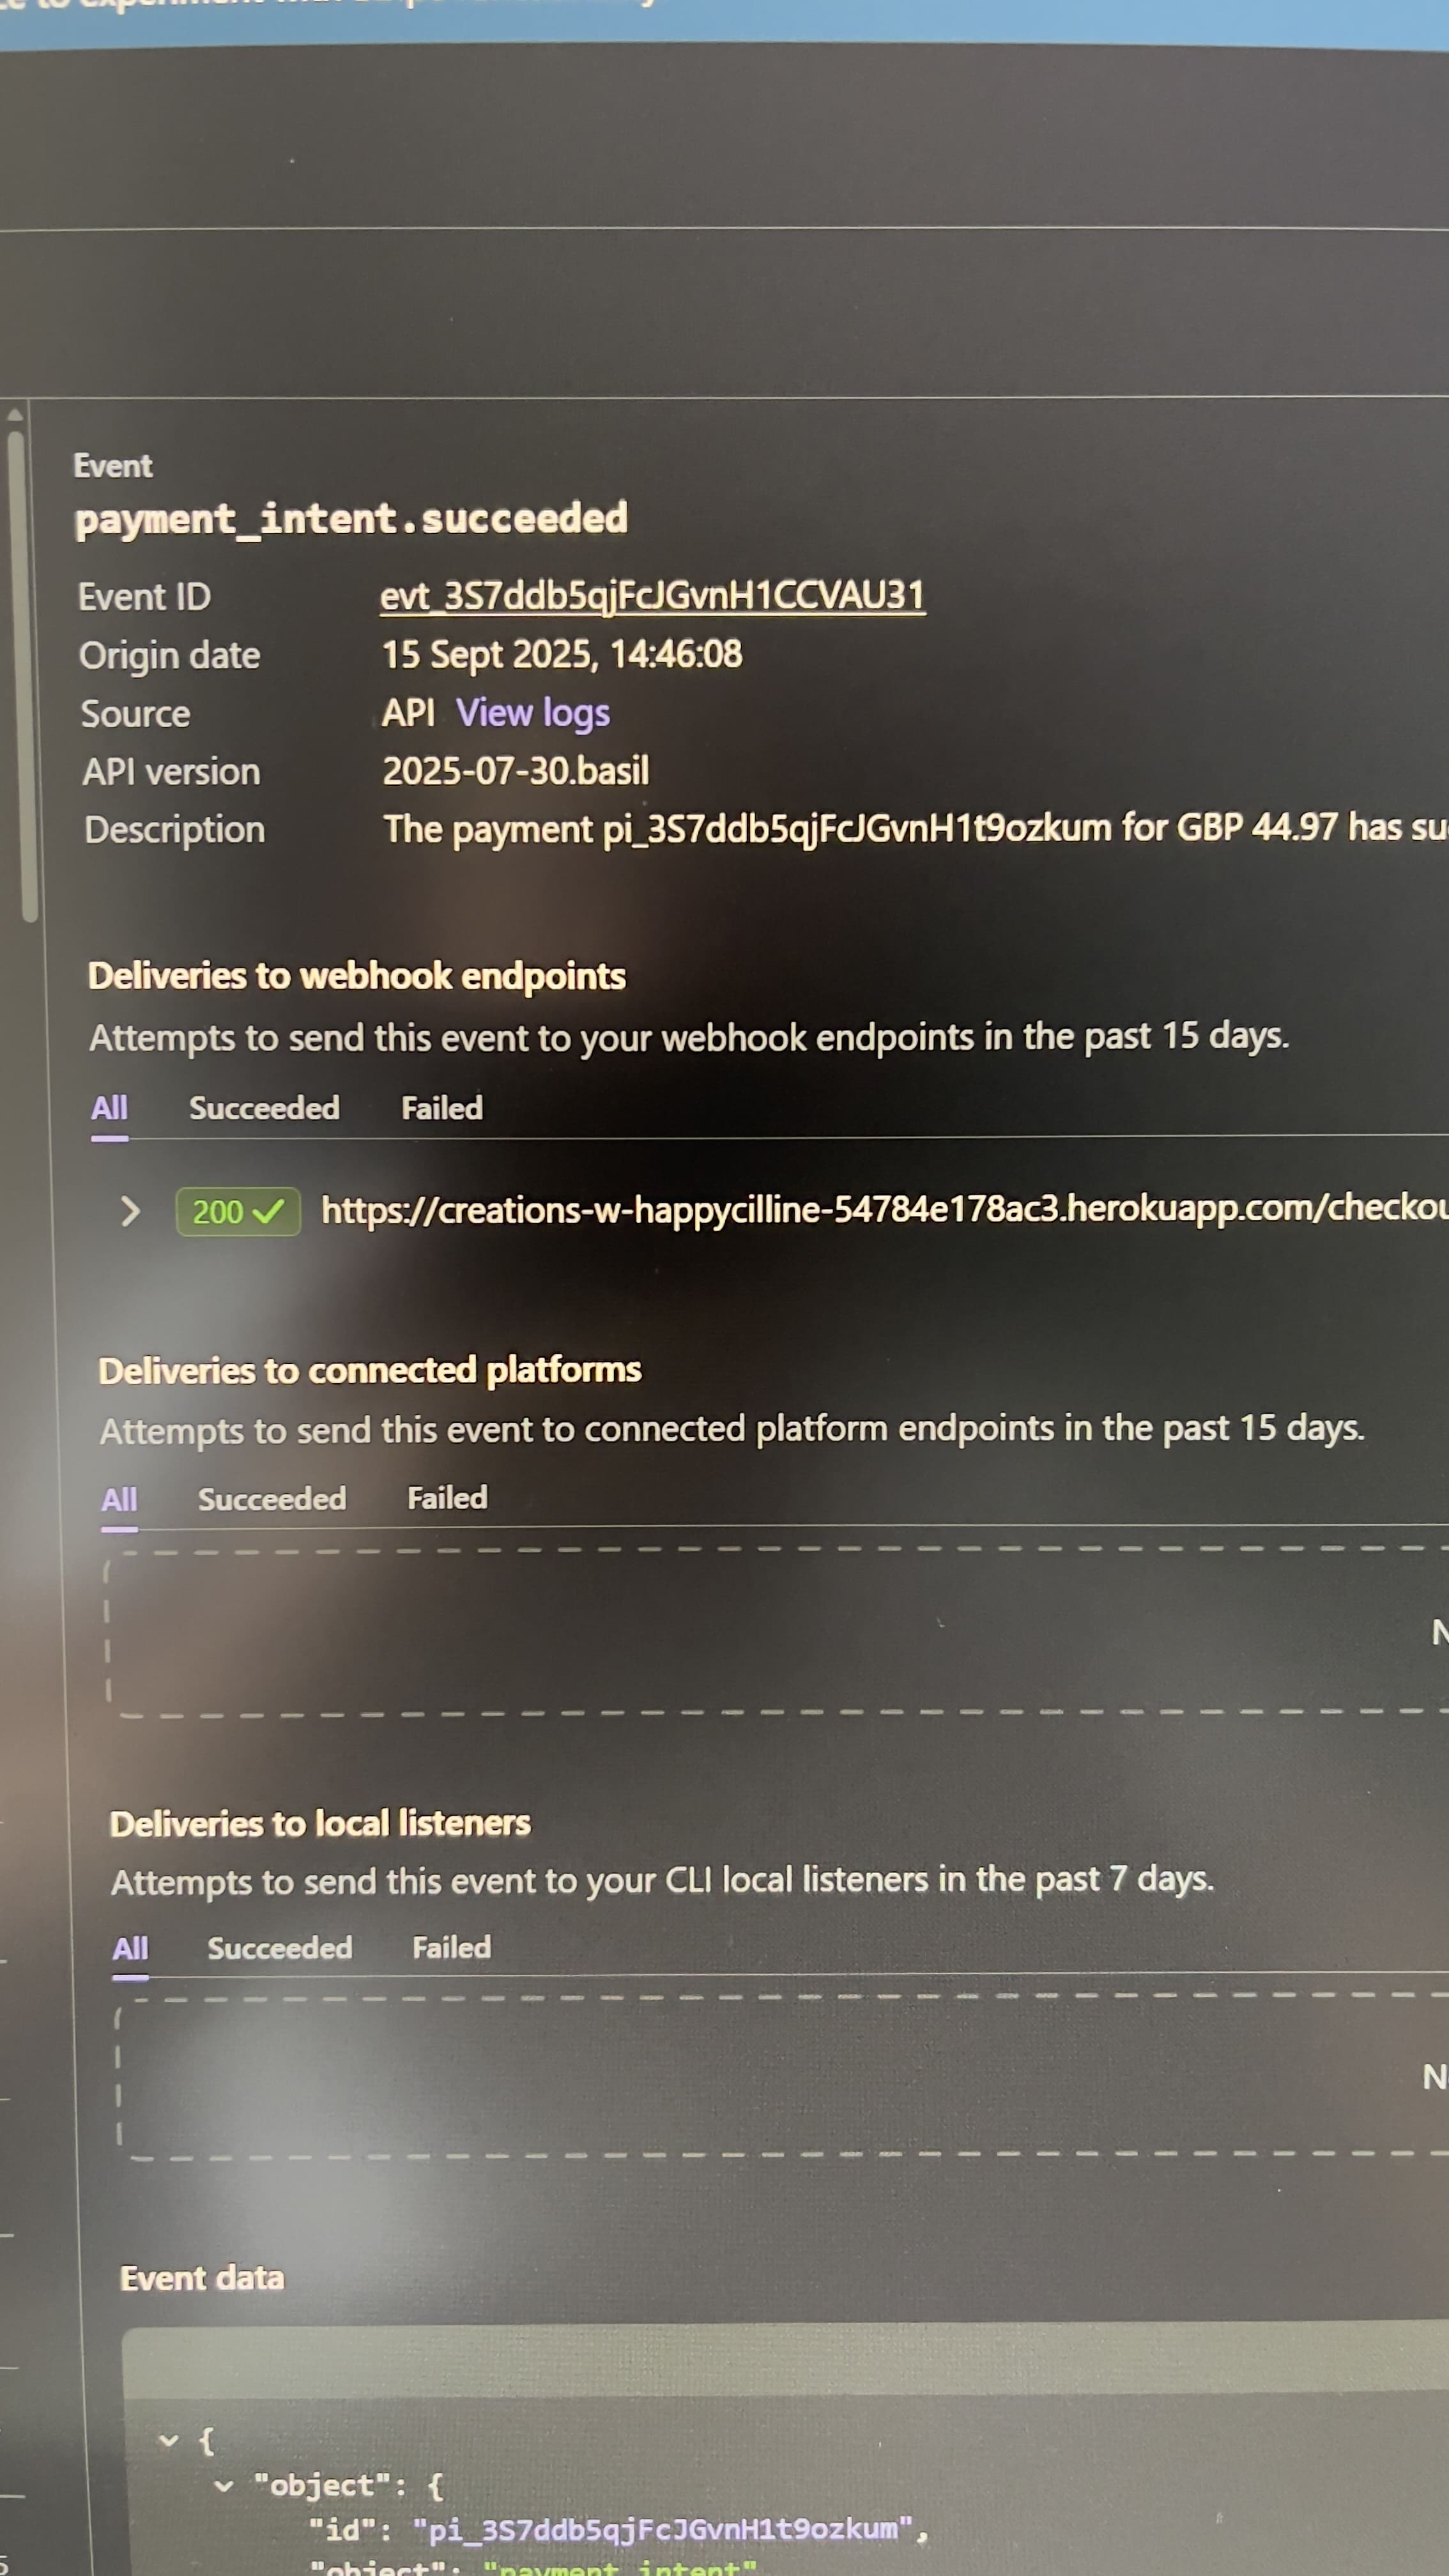 to experiment
Event
payment_intent.succeeded
Event ID evt_3S7ddb5qjFcJGvnH1CCVAU31
Origin date 15 Sept 2025, 14:46:08
Source API View logs
API version 2025-07-30.basil
Description The payment pi_3S7ddb5qjFcJGvnH1t9ozkum for GBP 44.97 has su
Deliveries to webhook endpoints
Attempts to send this event to your webhook endpoints in the past 15 days.
All Succeeded Failed
200 https://creations-w-happycilline-54784e178ac3.herokuapp.com/checkou
Deliveries to connected platforms
Attempts to send this event to connected platform endpoints in the past 15 days.
All Succeeded Failed
N
Deliveries to local listeners
Attempts to send this event to your CLI local listeners in the past 7 days.
All Succeeded Failed
N
Event data
{
"object": {
"id": "pi_3S7ddb5qjFcJGvnH1t9ozkum",
"object": "payment_intent"